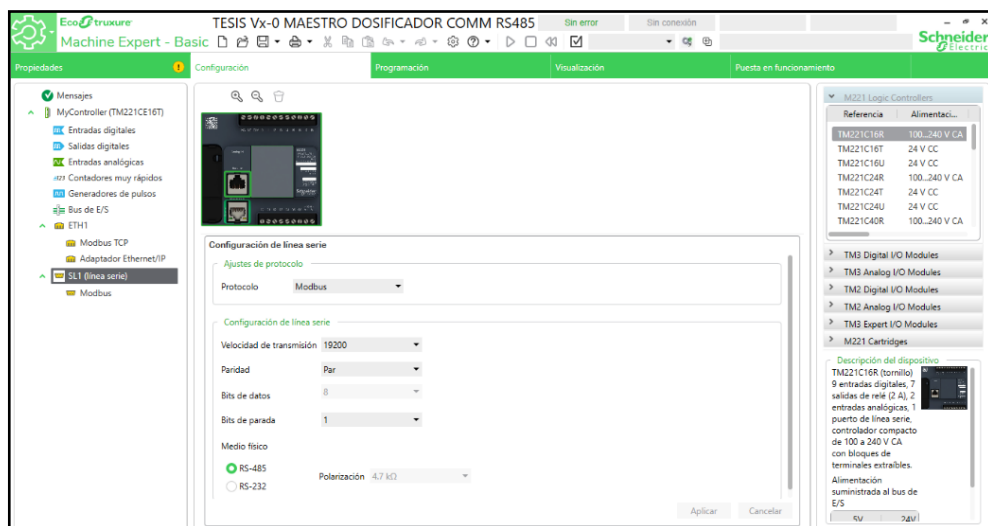 EcoStruxure
Machine Expert - Basic
TESIS Vx-0 MAESTRO DOSIFICADOR COMM RS485
Sin error
Sin conexión
Schneider
Electric
Propiedades
Configuración
Programación
Visualización
Puesta en funcionamiento
Mensajes
MyController (TM221CE16T)
Entradas digitales
Salidas digitales
Entradas analógicas
Contadores muy rápidos
Generadores de pulsos
Bus de E/S
ETH1
Modbus TCP
Adaptador Ethernet/IP
SL1 (línea serie)
Modbus
Configuración de línea serie
Ajustes de protocolo
Protocolo Modbus
Configuración de línea serie
Velocidad de transmisión 19200
Paridad Par
Bits de datos 8
Bits de parada 1
Medio físico
RS-485
RS-232
Polarización 4.7 kΩ
Aplicar Cancelar
M221 Logic Controllers
Referencia Alimentaci...
TM221C16R 100...240 V CA
TM221C16T 24 V CC
TM221C16U 24 V CC
TM221C24R 100...240 V CA
TM221C24T 24 V CC
TM221C24U 24 V CC
TM221C40R 100...240 V CA
TM3 Digital I/O Modules
TM3 Analog I/O Modules
TM2 Digital I/O Modules
TM2 Analog I/O Modules
TM3 Expert I/O Modules
M221 Cartridges
Descripción del dispositivo
TM221C16R (tornillo)
9 entradas digitales, 7
salidas de relé (2 A), 2
entradas analógicas, 1
puerto de línea serie,
controlador compacto
de 100 a 240 V CA
con bloques de
terminales extraíbles.
Alimentación
suministrada al bus de
E/S
5V 24V